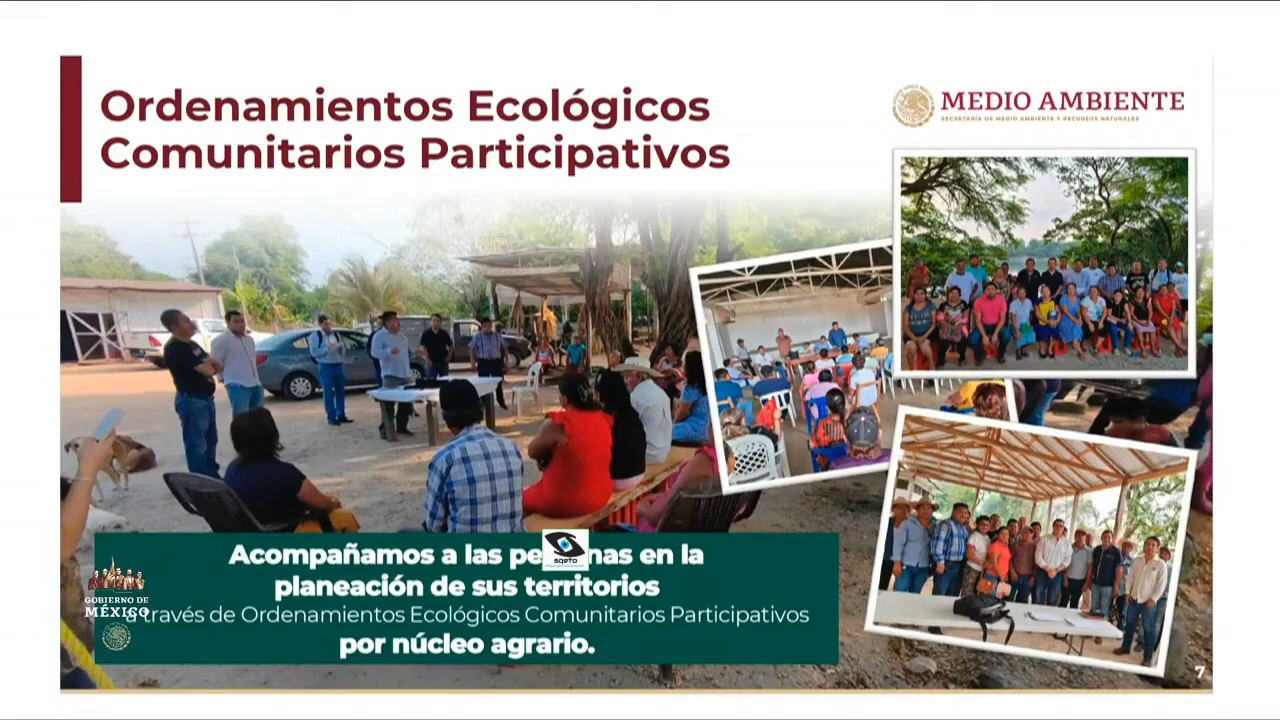 Ordenamientos Ecológicos
Comunitarios Participativos
MEDIO AMBIENTE
SECRETARÍA DE MEDIO AMBIENTE Y RECURSOS NATURALES
Acompañamos a las pe nas en la
sqeto
planeación de sus territorios
a través de Ordenamientos Ecológicos Comunitarios Participativos
por núcleo agrario.
GOBIERNO DE
MÉXICO
7